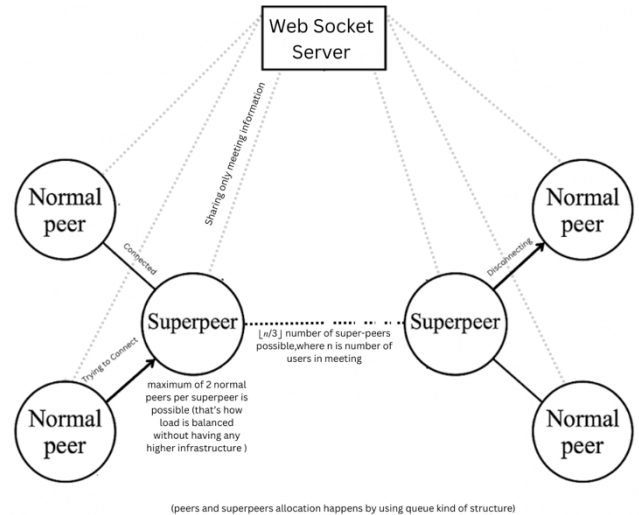 Web Socket
Server
Sharing only meeting information
Normal
peer
Normal
peer
Connected
Disconnecting
Superpeer
Superpeer
⌊n/3⌋ number of super-peers
possible,where n is number of
users in meeting
Trying to Connect
maximum of 2 normal
peers per superpeer is
possible (that's how
load is balanced
without having any
higher infrastructure )
Normal
peer
Normal
peer
(peers and superpeers allocation happens by using queue kind of structure)